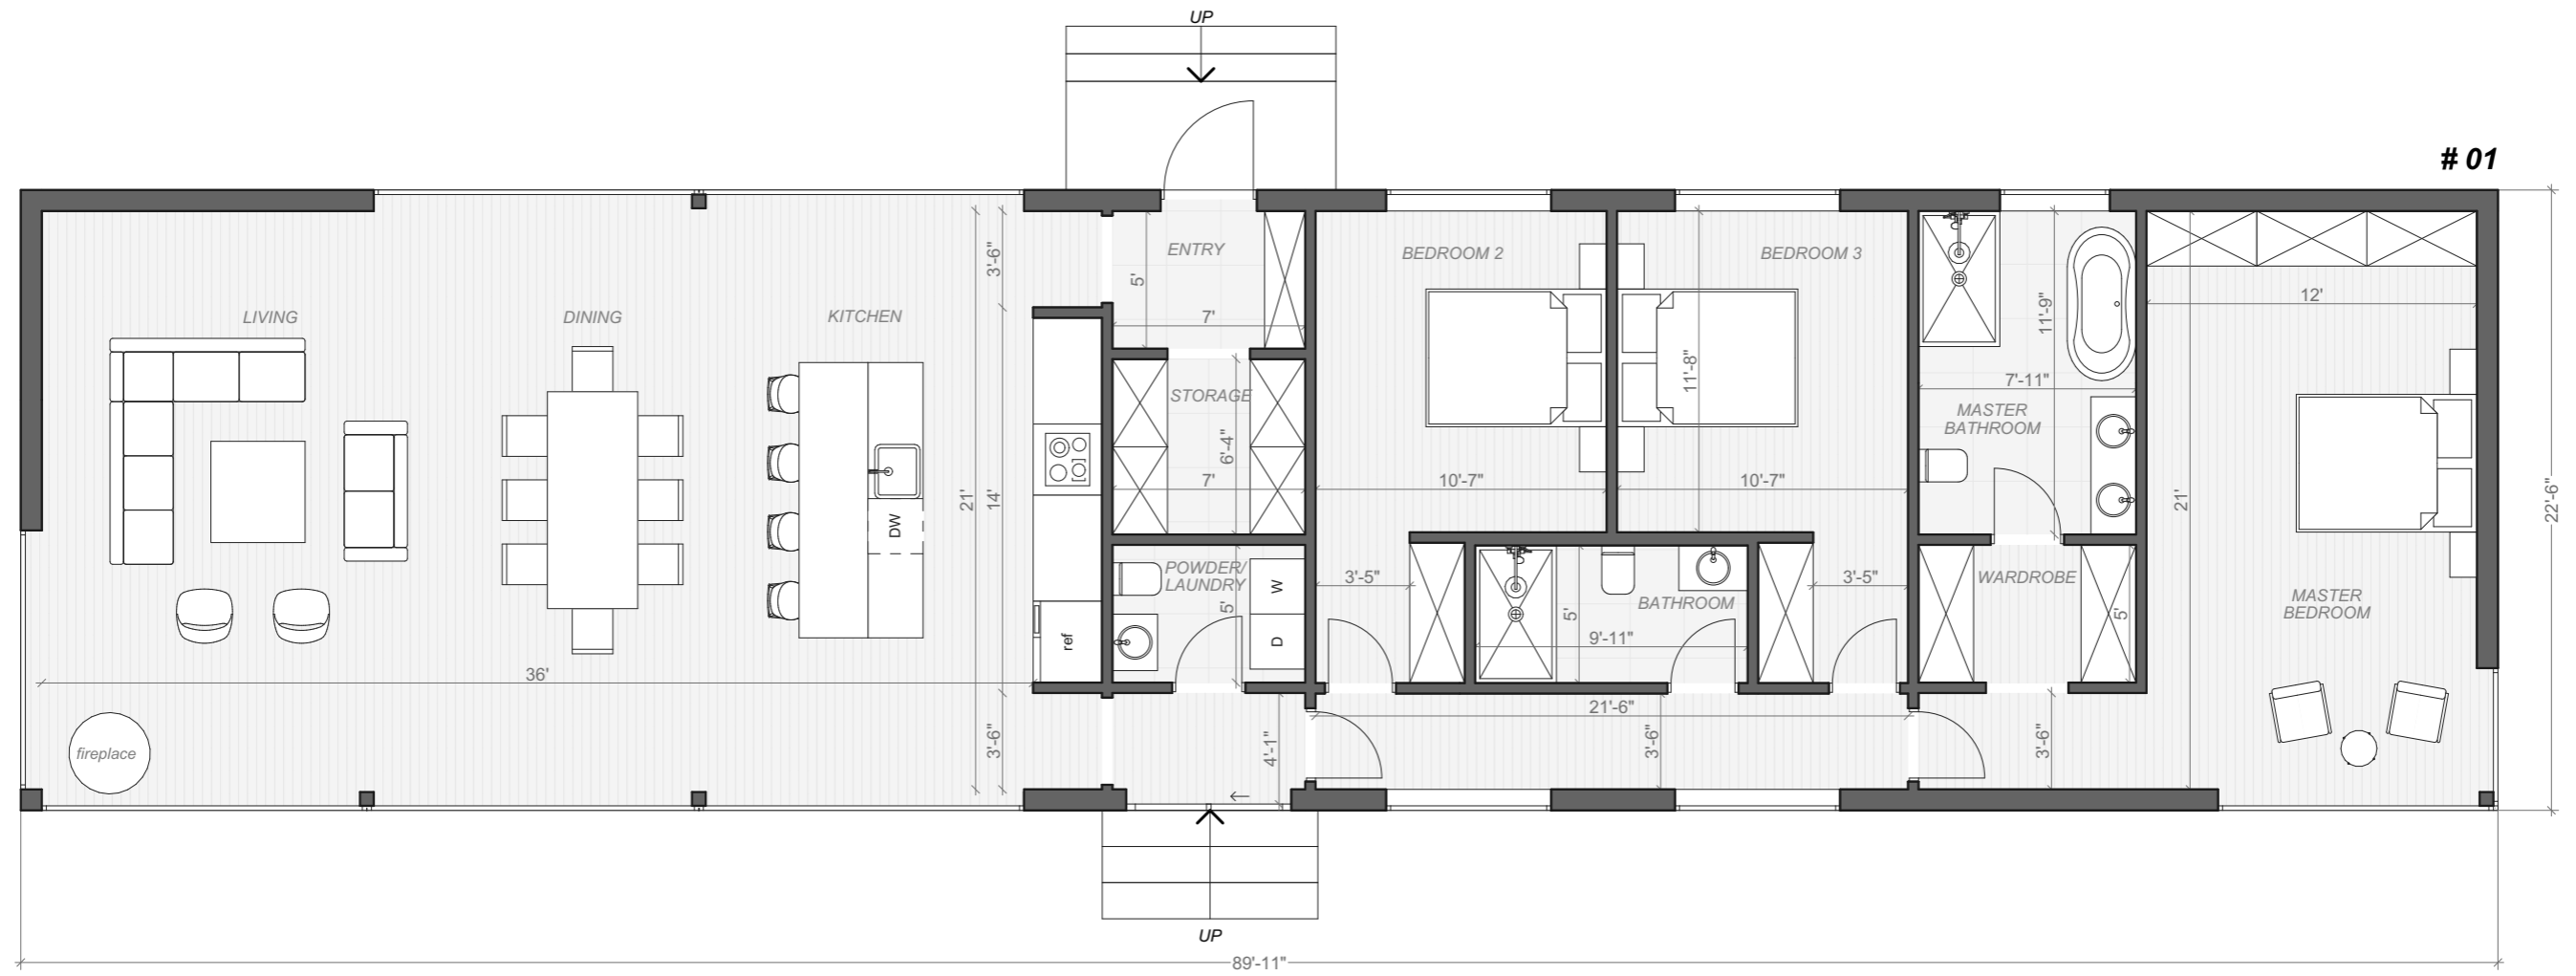 UP
# 01
ENTRY
BEDROOM 2
BEDROOM 3
3'-6"
5'
11'-9"
12'
LIVING
DINING
KITCHEN
7'
11'-8"
7'-11"
STORAGE
MASTER
BATHROOM
6'-4"
7'
10'-7"
10'-7"
21'
14'
21'
22'-6"
DW
POWDER/
LAUNDRY
W
3'-5"
3'-5"
WARDROBE
BATHROOM
MASTER
BEDROOM
5'
5'
5'
ref
D
9'-11"
36'
21'-6"
fireplace
3'-6"
4'-1"
3'-6"
3'-6"
UP
89'-11"